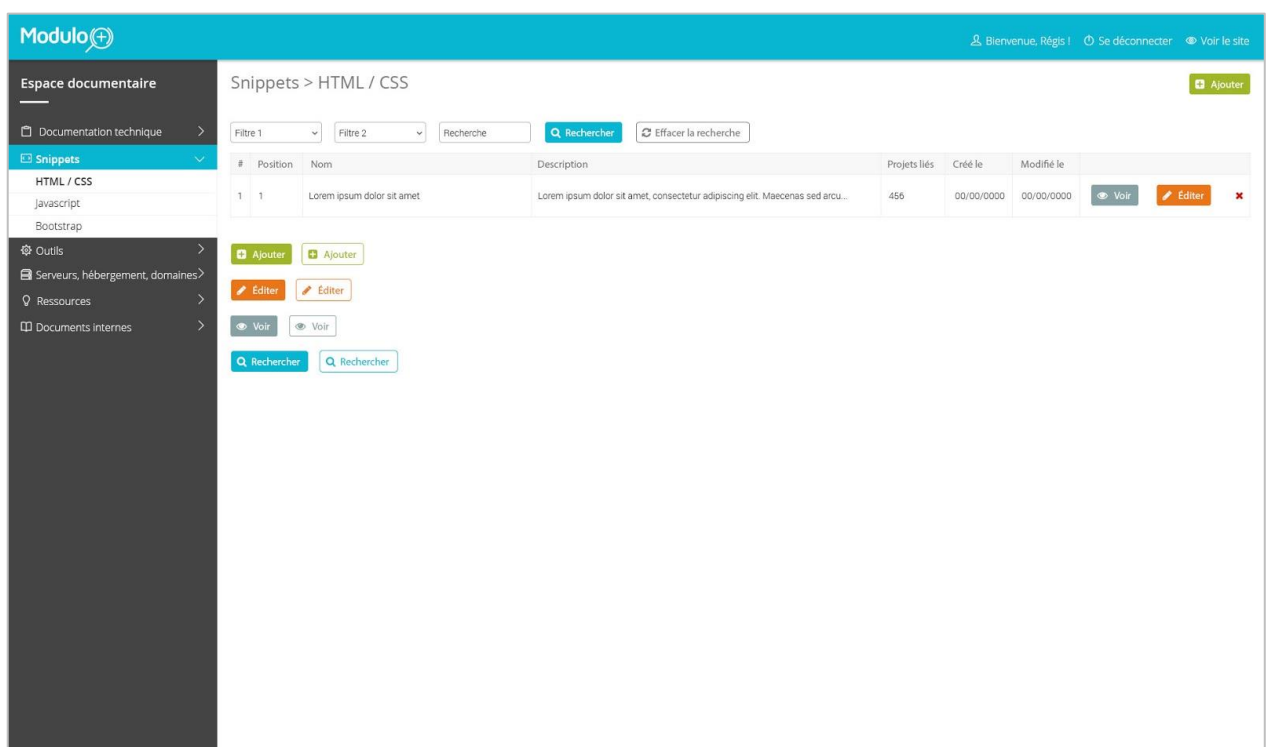 Modulo
Bienvenue, Régis ! Se déconnecter Voir le site
Espace documentaire
Snippets > HTML / CSS
Ajouter
Documentation technique
Snippets
HTML / CSS
Javascript
Bootstrap
Outils
Serveurs, hébergement, domaines
Ressources
Documents internes
Filtre 1 Filtre 2 Recherche Rechercher Effacer la recherche
# Position Nom Description Projets liés Créé le Modifié le
1 1 Lorem ipsum dolor sit amet Lorem ipsum dolor sit amet, consectetur adipiscing elit. Maecenas sed arcu... 456 00/00/0000 00/00/0000 Voir Éditer
Ajouter Ajouter
Éditer Éditer
Voir Voir
Rechercher Rechercher